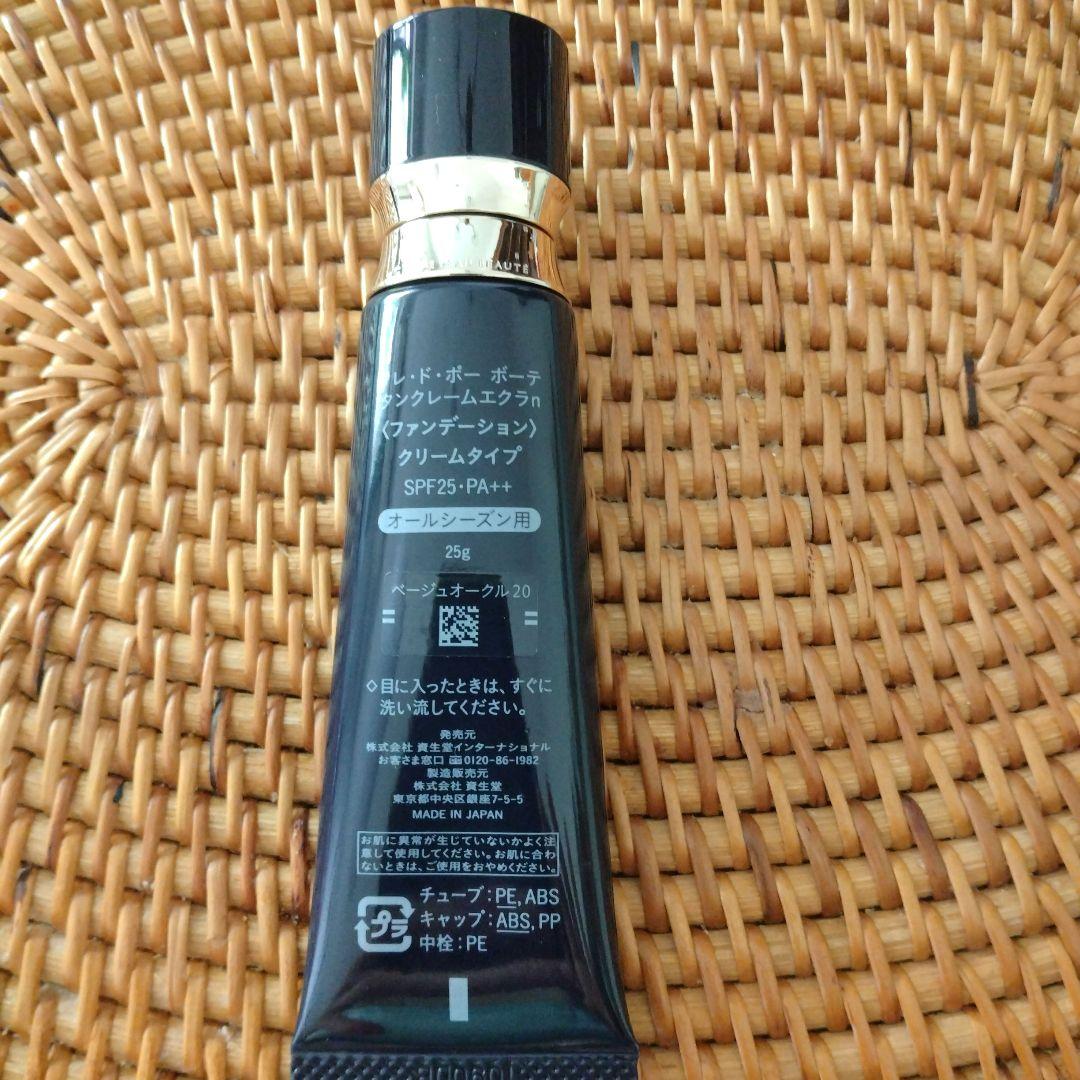 BEAUTÉ
レ・ド・ポー ボーテ
タンクレームエクラn
〈ファンデーション〉
クリームタイプ
SPF25・PA++
オールシーズン用
25g
ベージュオークル20
◇目に入ったときは、すぐに
洗い流してください。
発売元
株式会社 資生堂インターナショナル
お客さま窓口 0120-86-1982
製造販売元
株式会社 資生堂
東京都中央区銀座7-5-5
MADE IN JAPAN
お肌に異常が生じていないかよく注
意して使用してください。お肌に合わ
ないときは、ご使用をおやめください。
プラ
チューブ:PE, ABS
キャップ:ABS, PP
中栓:PE